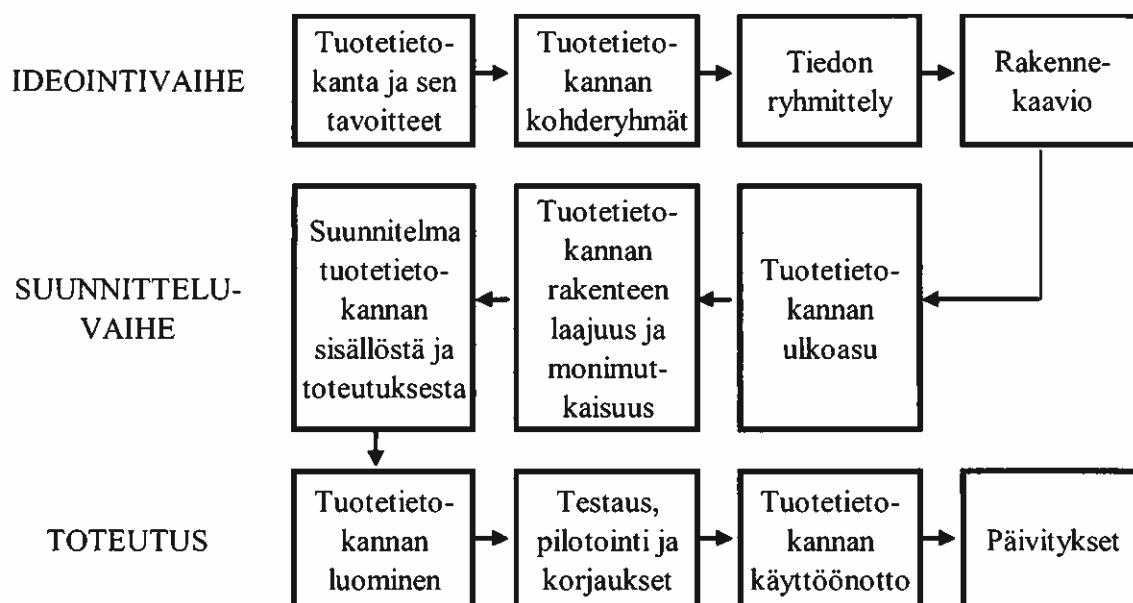 IDEOINTIVAIHE
Tuotetieto-
kanta ja sen
tavoitteet
Tuotetieto-
kannan
kohderyhmät
Tiedon
ryhmittely
Rakenne-
kaavio
SUUNNITTELU-
VAIHE
Suunnitelma
tuotetieto-
kannan
sisällöstä ja
toteutuksesta
Tuotetieto-
kannan
rakenteen
laajuus ja
monimut-
kaisuus
Tuotetieto-
kannan
ulkoasu
TOTEUTUS
Tuotetieto-
kannan
luominen
Testaus,
pilotointi ja
korjaukset
Tuotetieto-
kannan
käyttöönotto
Päivitykset